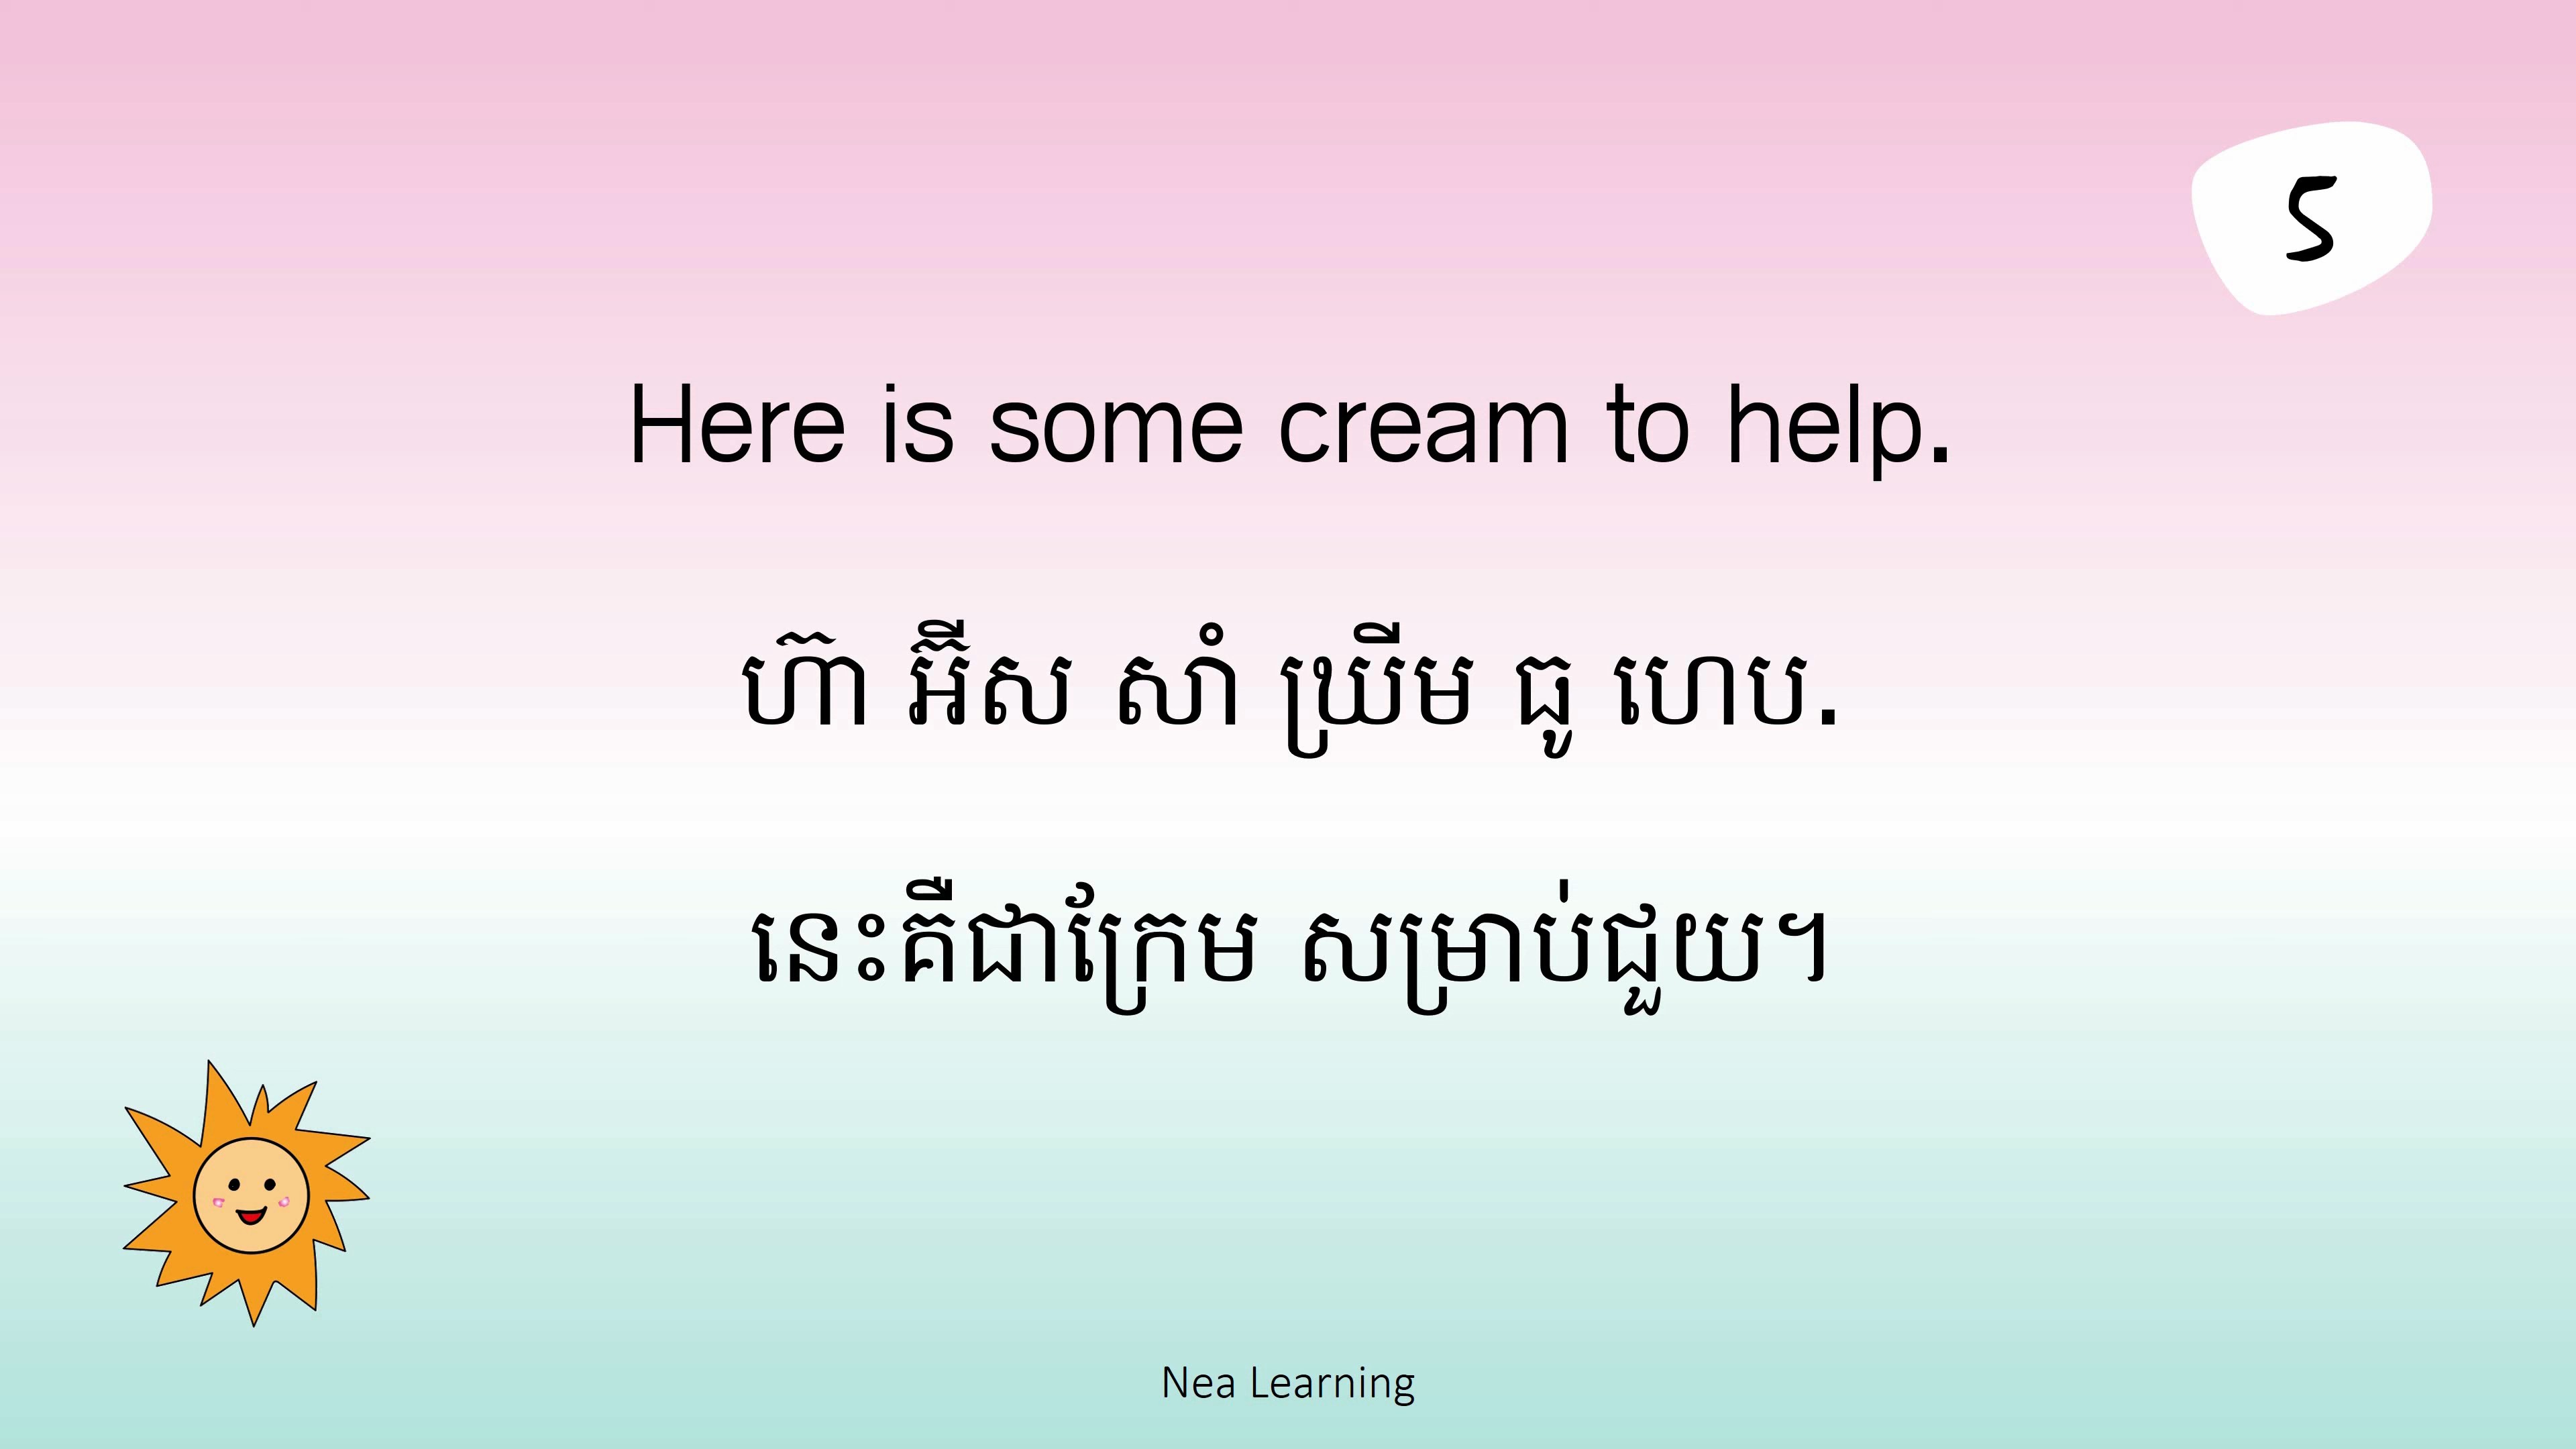 5
Here is some cream to help.
ហ៊ា អ៊ីស សាំ ឃ្រីម ធូ ហេប.
នេះគឺជាក្រែម សម្រាប់ជួយ។
Nea Learning